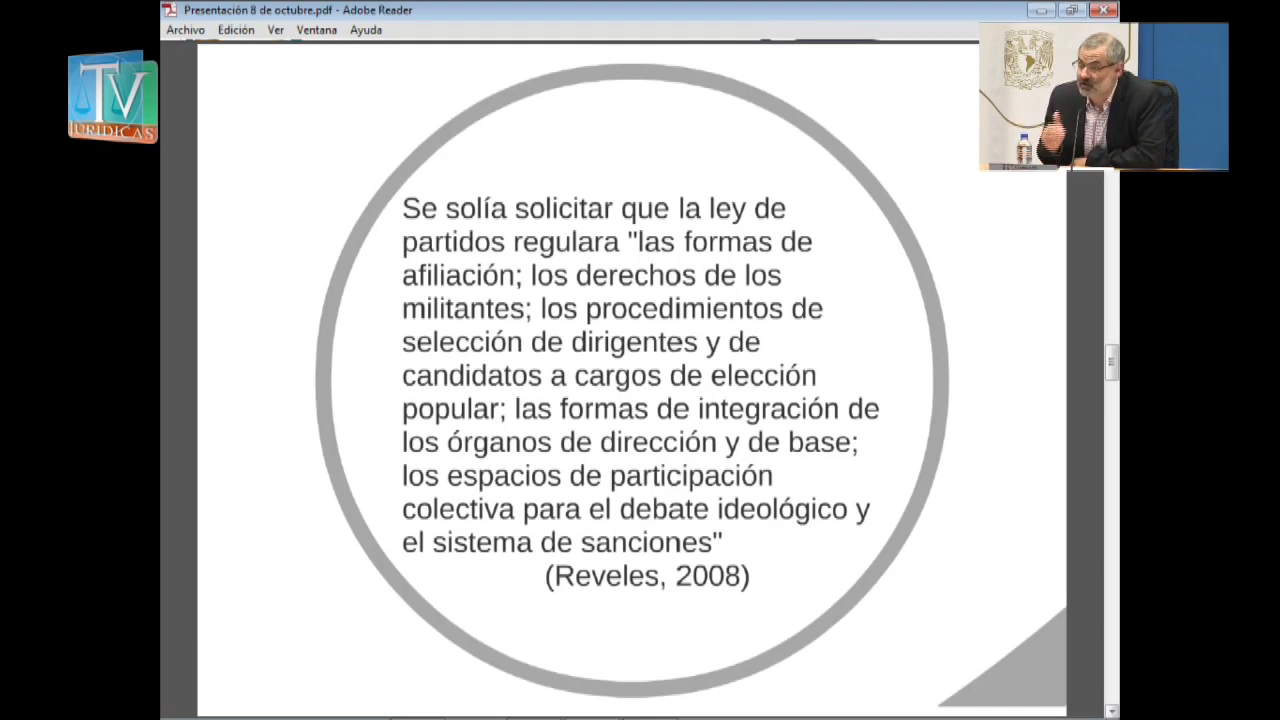 Presentación 8 de octubre.pdf - Adobe Reader
Archivo Edición Ver Ventana Ayuda
TV
JURIDICAS
Se solía solicitar que la ley de
partidos regulara "las formas de
afiliación; los derechos de los
militantes; los procedimientos de
selección de dirigentes y de
candidatos a cargos de elección
popular; las formas de integración de
los órganos de dirección y de base;
los espacios de participación
colectiva para el debate ideológico y
el sistema de sanciones"
(Reveles, 2008)